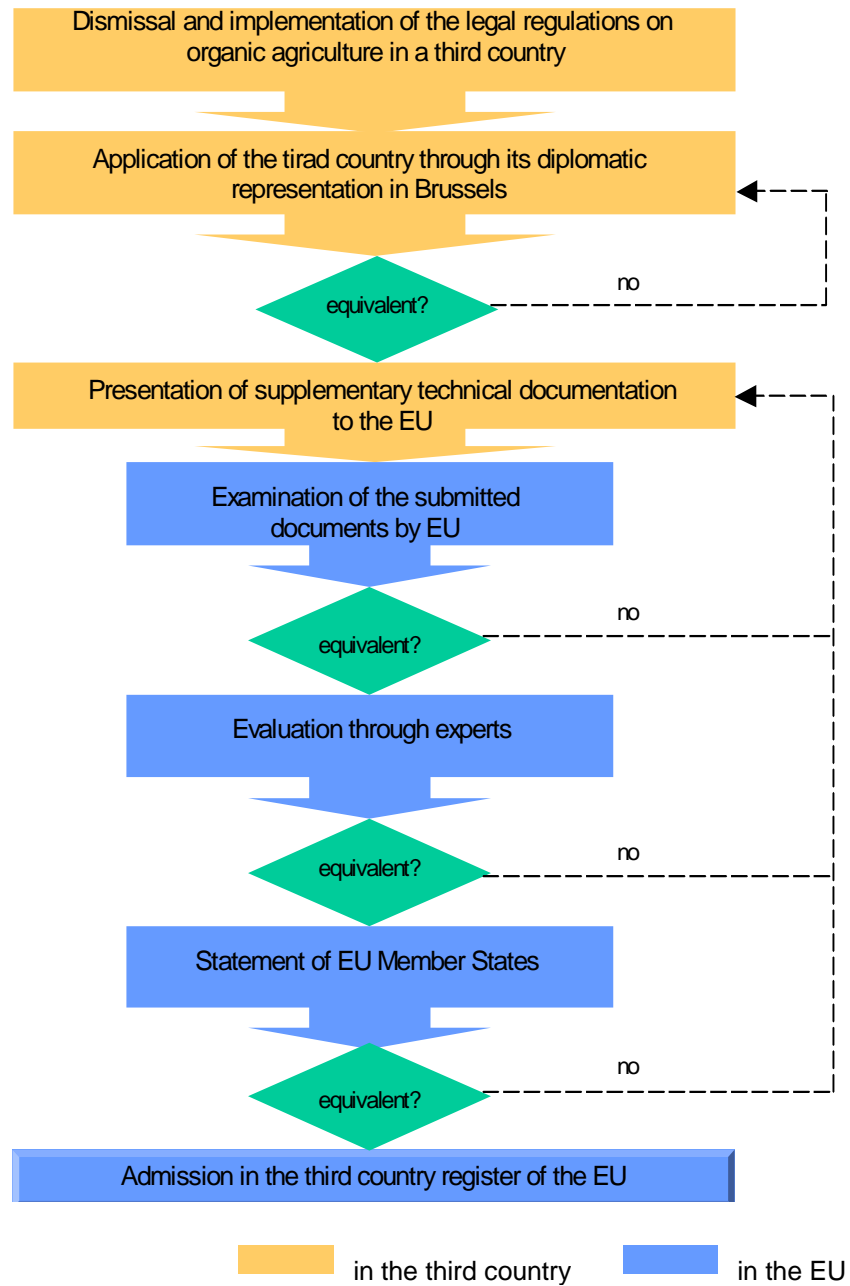 Dismissal and implementation of the legal regulations on
organic agriculture in a third country
Application of the tirad country through its diplomatic
representation in Brussels
no
equivalent?
Presentation of supplementary technical documentation
to the EU
Examination of the submitted
documents by EU
no
equivalent?
Evaluation through experts
no
equivalent?
Statement of EU Member States
no
equivalent?
Admission in the third country register of the EU
in the third country
in the EU